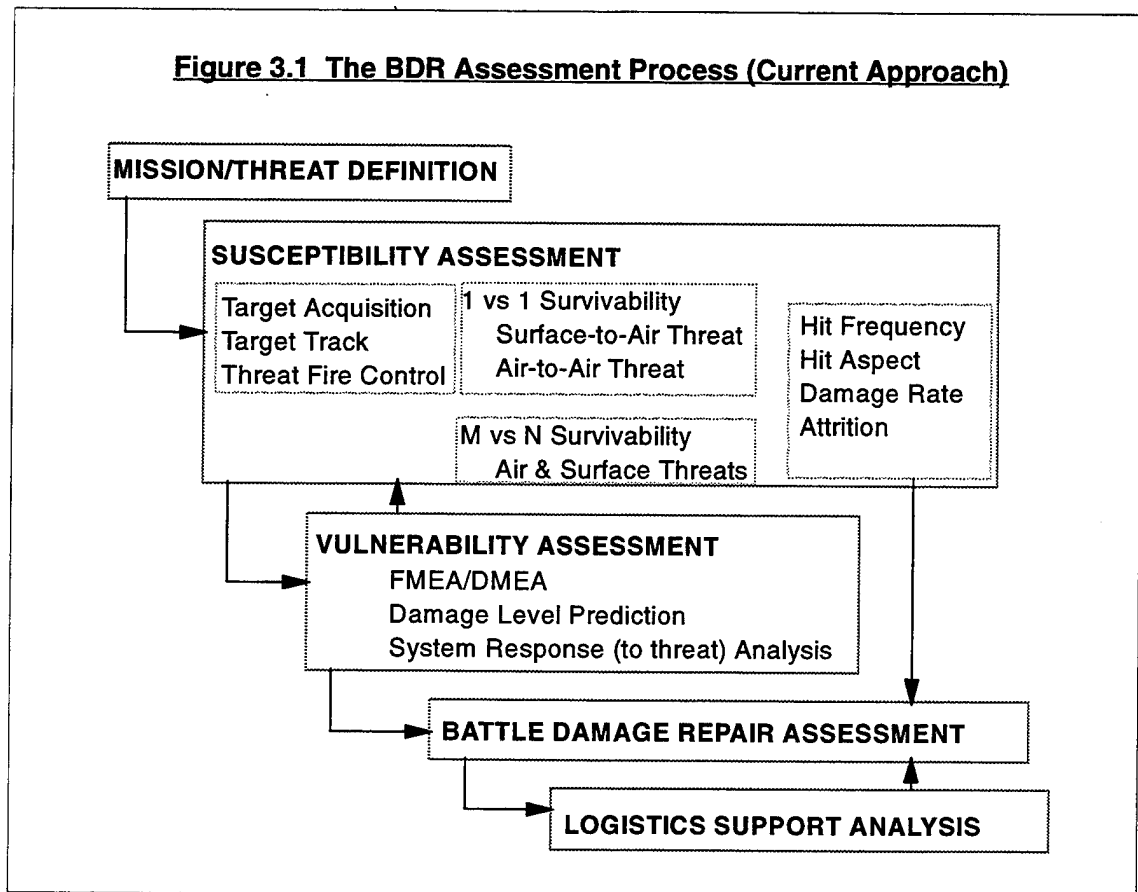 Figure 3.1 The BDR Assessment Process (Current Approach)
MISSION/THREAT DEFINITION
SUSCEPTIBILITY ASSESSMENT
Target Acquisition
Target Track
Threat Fire Control
1 vs 1 Survivability
Surface-to-Air Threat
Air-to-Air Threat
M vs N Survivability
Air & Surface Threats
Hit Frequency
Hit Aspect
Damage Rate
Attrition
VULNERABILITY ASSESSMENT
FMEA/DMEA
Damage Level Prediction
System Response (to threat) Analysis
BATTLE DAMAGE REPAIR ASSESSMENT
LOGISTICS SUPPORT ANALYSIS